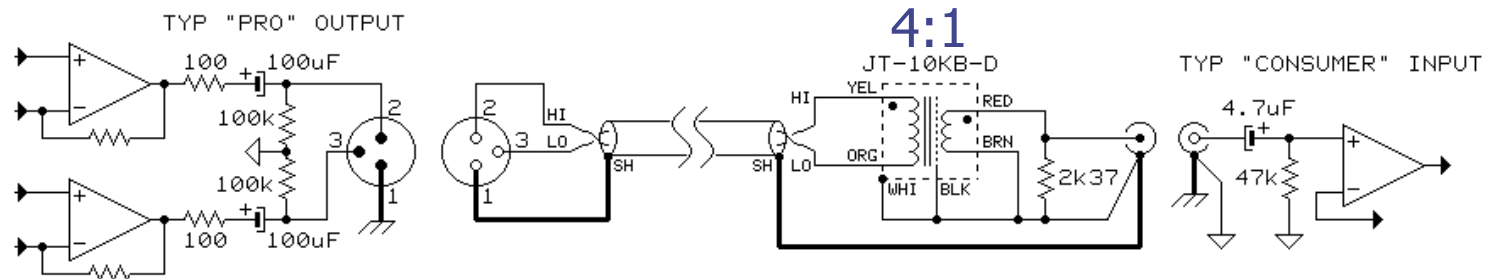 4:1
TYP "PRO" OUTPUT
JT-10KB-D
TYP "CONSUMER" INPUT
+
-
100
+
100uF
100k
100k
+
-
100
+
100uF
2
3
1
2
3
1
HI
LO
SH
SH
HI
LO
YEL
ORG
WHI
BLK
RED
BRN
2k37
4.7uF
+
47k
+
-